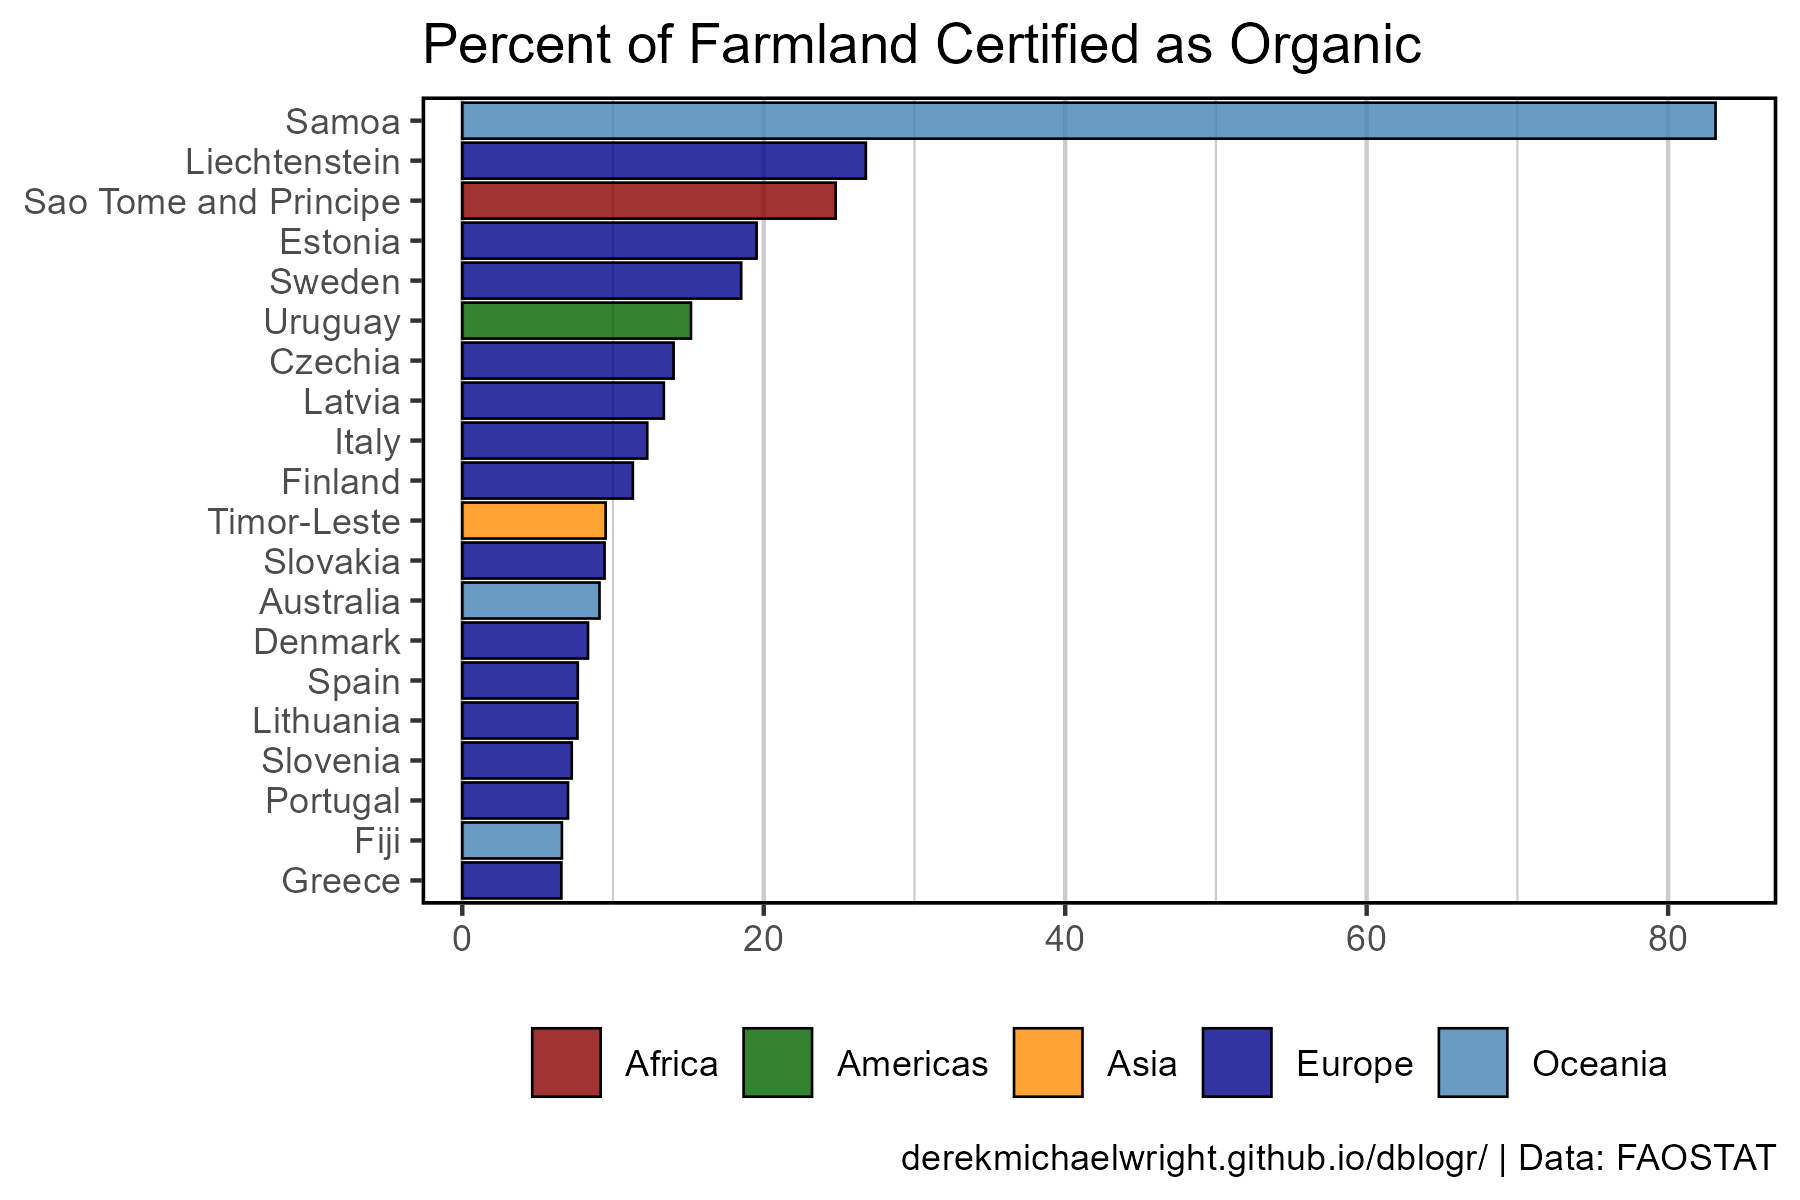 Percent of Farmland Certified as Organic
Samoa
Liechtenstein
Sao Tome and Principe
Estonia
Sweden
Uruguay
Czechia
Latvia
Italy
Finland
Timor-Leste
Slovakia
Australia
Denmark
Spain
Lithuania
Slovenia
Portugal
Fiji
Greece
0 20 40 60 80
Africa Americas Asia Europe Oceania
derekmichaelwright.github.io/dblogr/ | Data: FAOSTAT